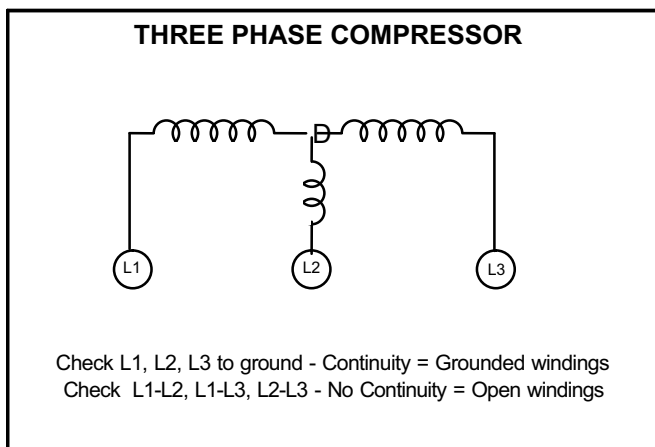 THREE PHASE COMPRESSOR
D
L1 L2 L3
Check L1, L2, L3 to ground - Continuity = Grounded windings
Check L1-L2, L1-L3, L2-L3 - No Continuity = Open windings